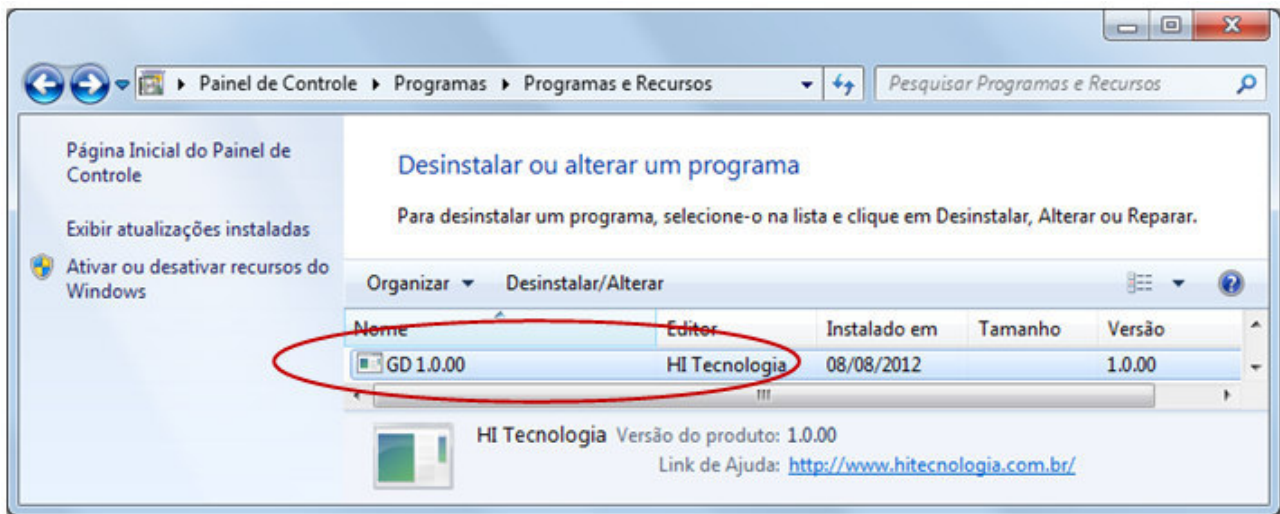 Painel de Controle Programas Programas e Recursos Pesquisar Programas e Recursos
Página Inicial do Painel de
Controle
Exibir atualizações instaladas
Ativar ou desativar recursos do
Windows
Desinstalar ou alterar um programa
Para desinstalar um programa, selecione-o na lista e clique em Desinstalar, Alterar ou Reparar.
Organizar Desinstalar/Alterar
Nome Editor Instalado em Tamanho Versão
GD 1.0.00 HI Tecnologia 08/08/2012 1.0.00
HI Tecnologia Versão do produto: 1.0.00
Link de Ajuda: http://www.hitecnologia.com.br/